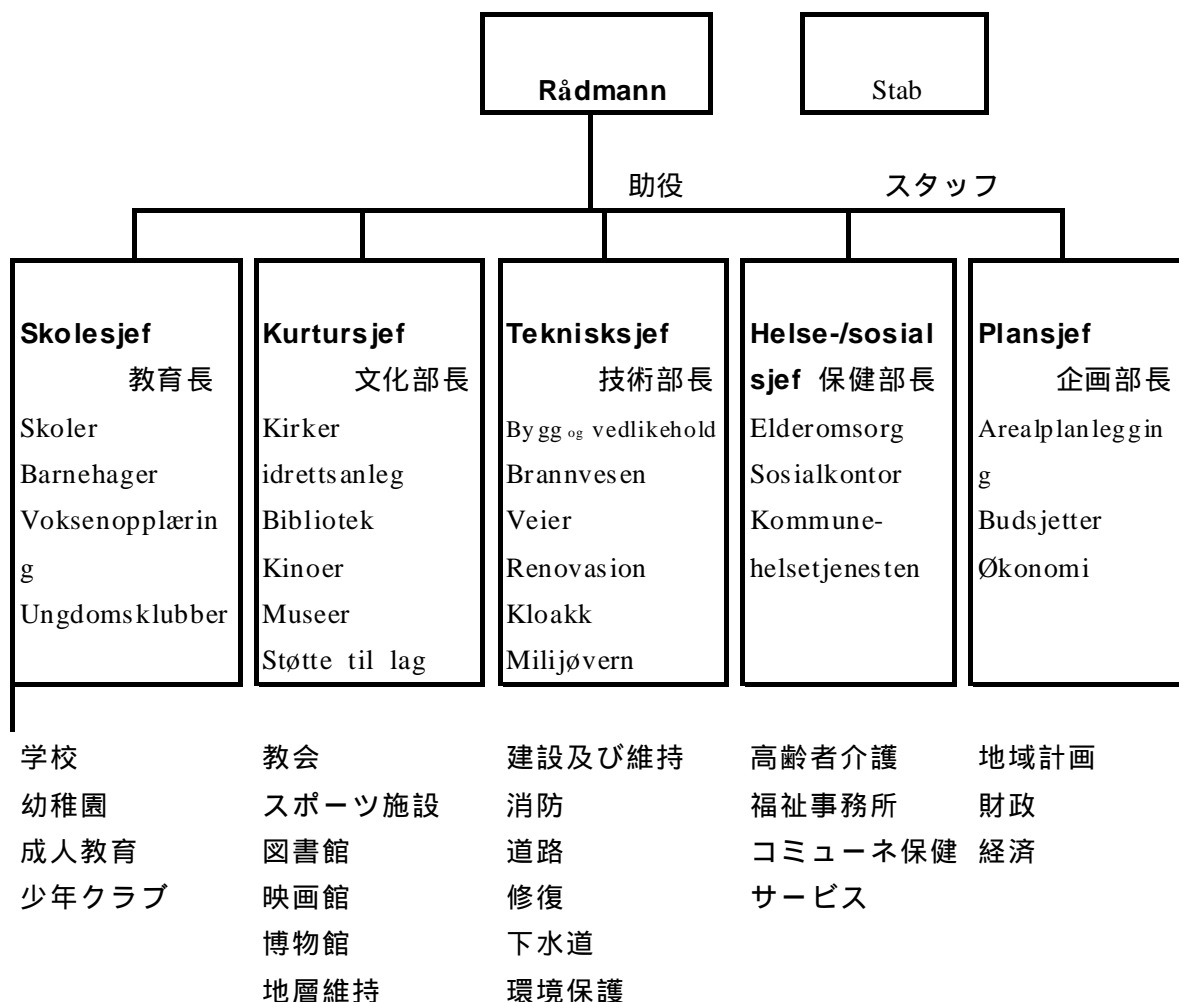 Rådmann
Stab
助役
スタッフ
Skolesjef
教育長
Skoler
Barnehager
Voksenopplærin
g
Ungdomsklubber
Kurtursjef
文化部長
Kirker
idrettsanleg
Bibliotek
Kinoer
Museer
Støtte til lag
Tekniksjef
技術部長
Bygg og vedlikehold
Brannvesen
Veier
Renovasion
Kloakk
Milijøvern
Helse-/sosial
sjef 保健部長
Elderomsorg
Sosialkontor
Kommune-
helsetjenesten
Plansjef
企画部長
Arealplanleggin
g
Budsjetter
Økonomi
学校
幼稚園
成人教育
少年クラブ
教会
スポーツ施設
図書館
映画館
博物館
地層維持
建設及び維持
消防
道路
修復
下水道
環境保護
高齢者介護
福祉事務所
コミューネ保健
サービス
地域計画
財政
経済